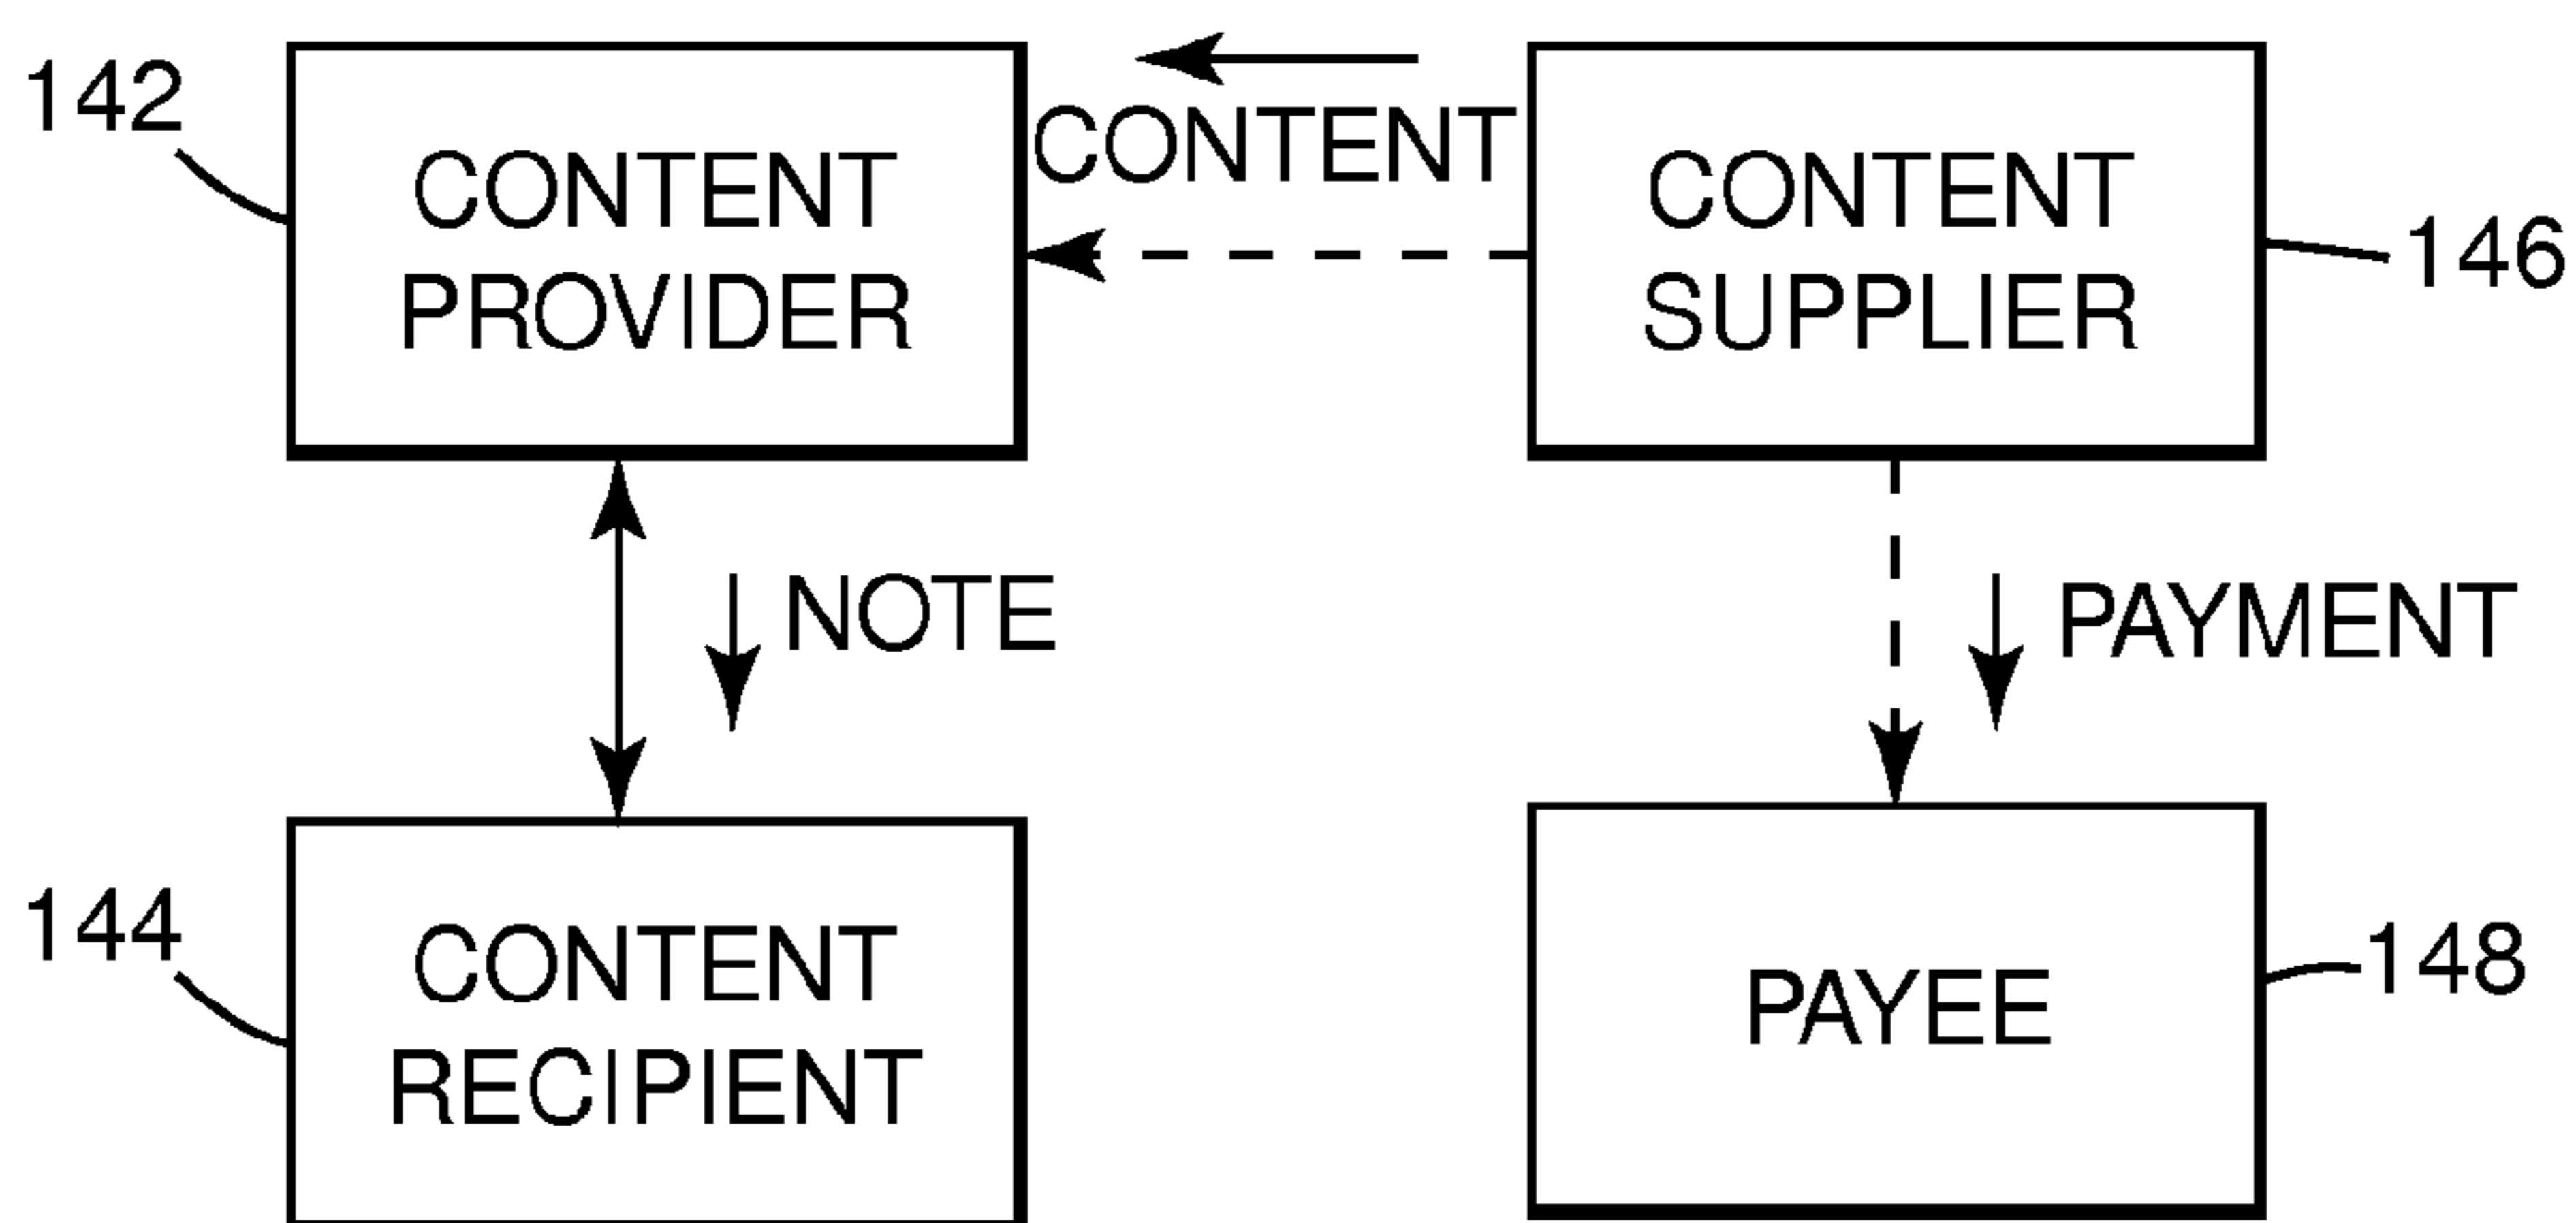 142
CONTENT
PROVIDER
CONTENT
CONTENT
SUPPLIER
146
NOTE
PAYMENT
144
CONTENT
RECIPIENT
PAYEE
148